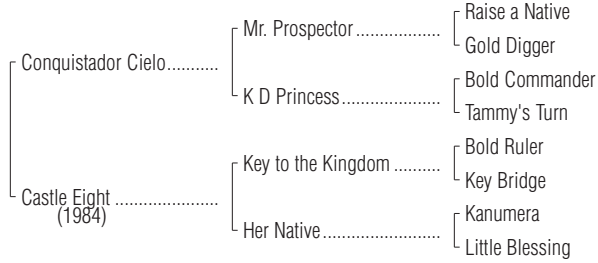 Raise a Native
Mr. Prospector..................
Gold Digger
Conquistador Cielo...........
Bold Commander
K D Princess.....................
Tammy's Turn
Bold Ruler
Key to the Kingdom ..........
Key Bridge
Castle Eight ......................
(1984)
Kanumera
Her Native.........................
Little Blessing